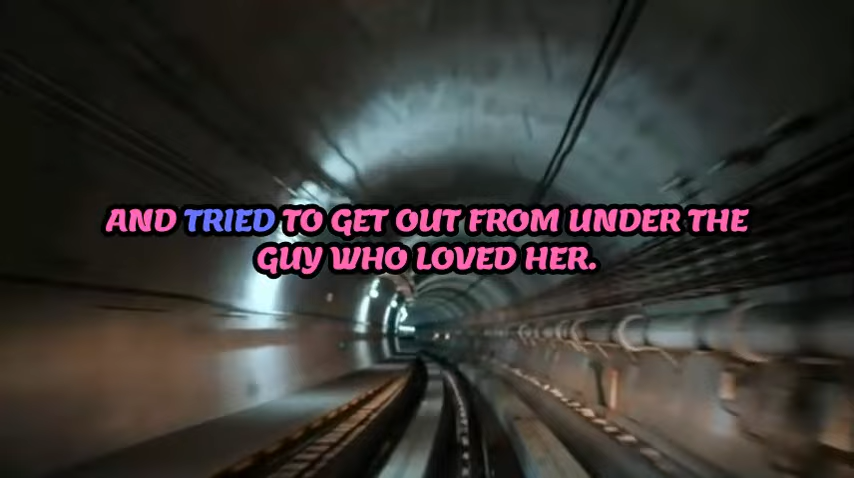 AND TRIED TO GET OUT FROM UNDER THE
GUY WHO LOVED HER.